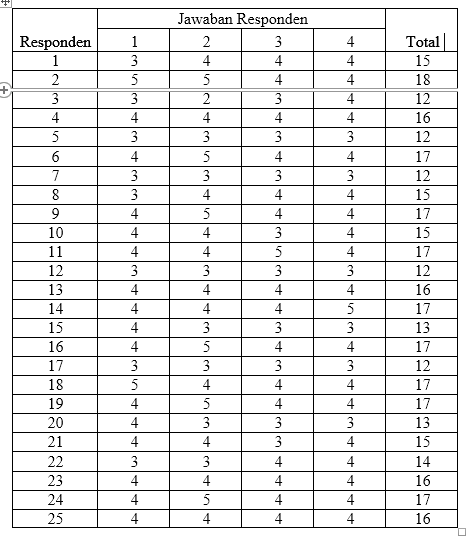 Jawaban Responden
Responden 1 2 3 4 Total
1 3 4 4 4 15
2 5 5 4 4 18
3 3 2 3 4 12
4 4 4 4 4 16
5 3 3 3 3 12
6 4 5 4 4 17
7 3 3 3 3 12
8 3 4 4 4 15
9 4 5 4 4 17
10 4 4 3 4 15
11 4 4 5 4 17
12 3 3 3 3 12
13 4 4 4 4 16
14 4 4 4 5 17
15 4 3 3 3 13
16 4 5 4 4 17
17 3 3 3 3 12
18 5 4 4 4 17
19 4 5 4 4 17
20 4 3 3 3 13
21 4 4 3 4 15
22 3 3 4 4 14
23 4 4 4 4 16
24 4 5 4 4 17
25 4 4 4 4 16